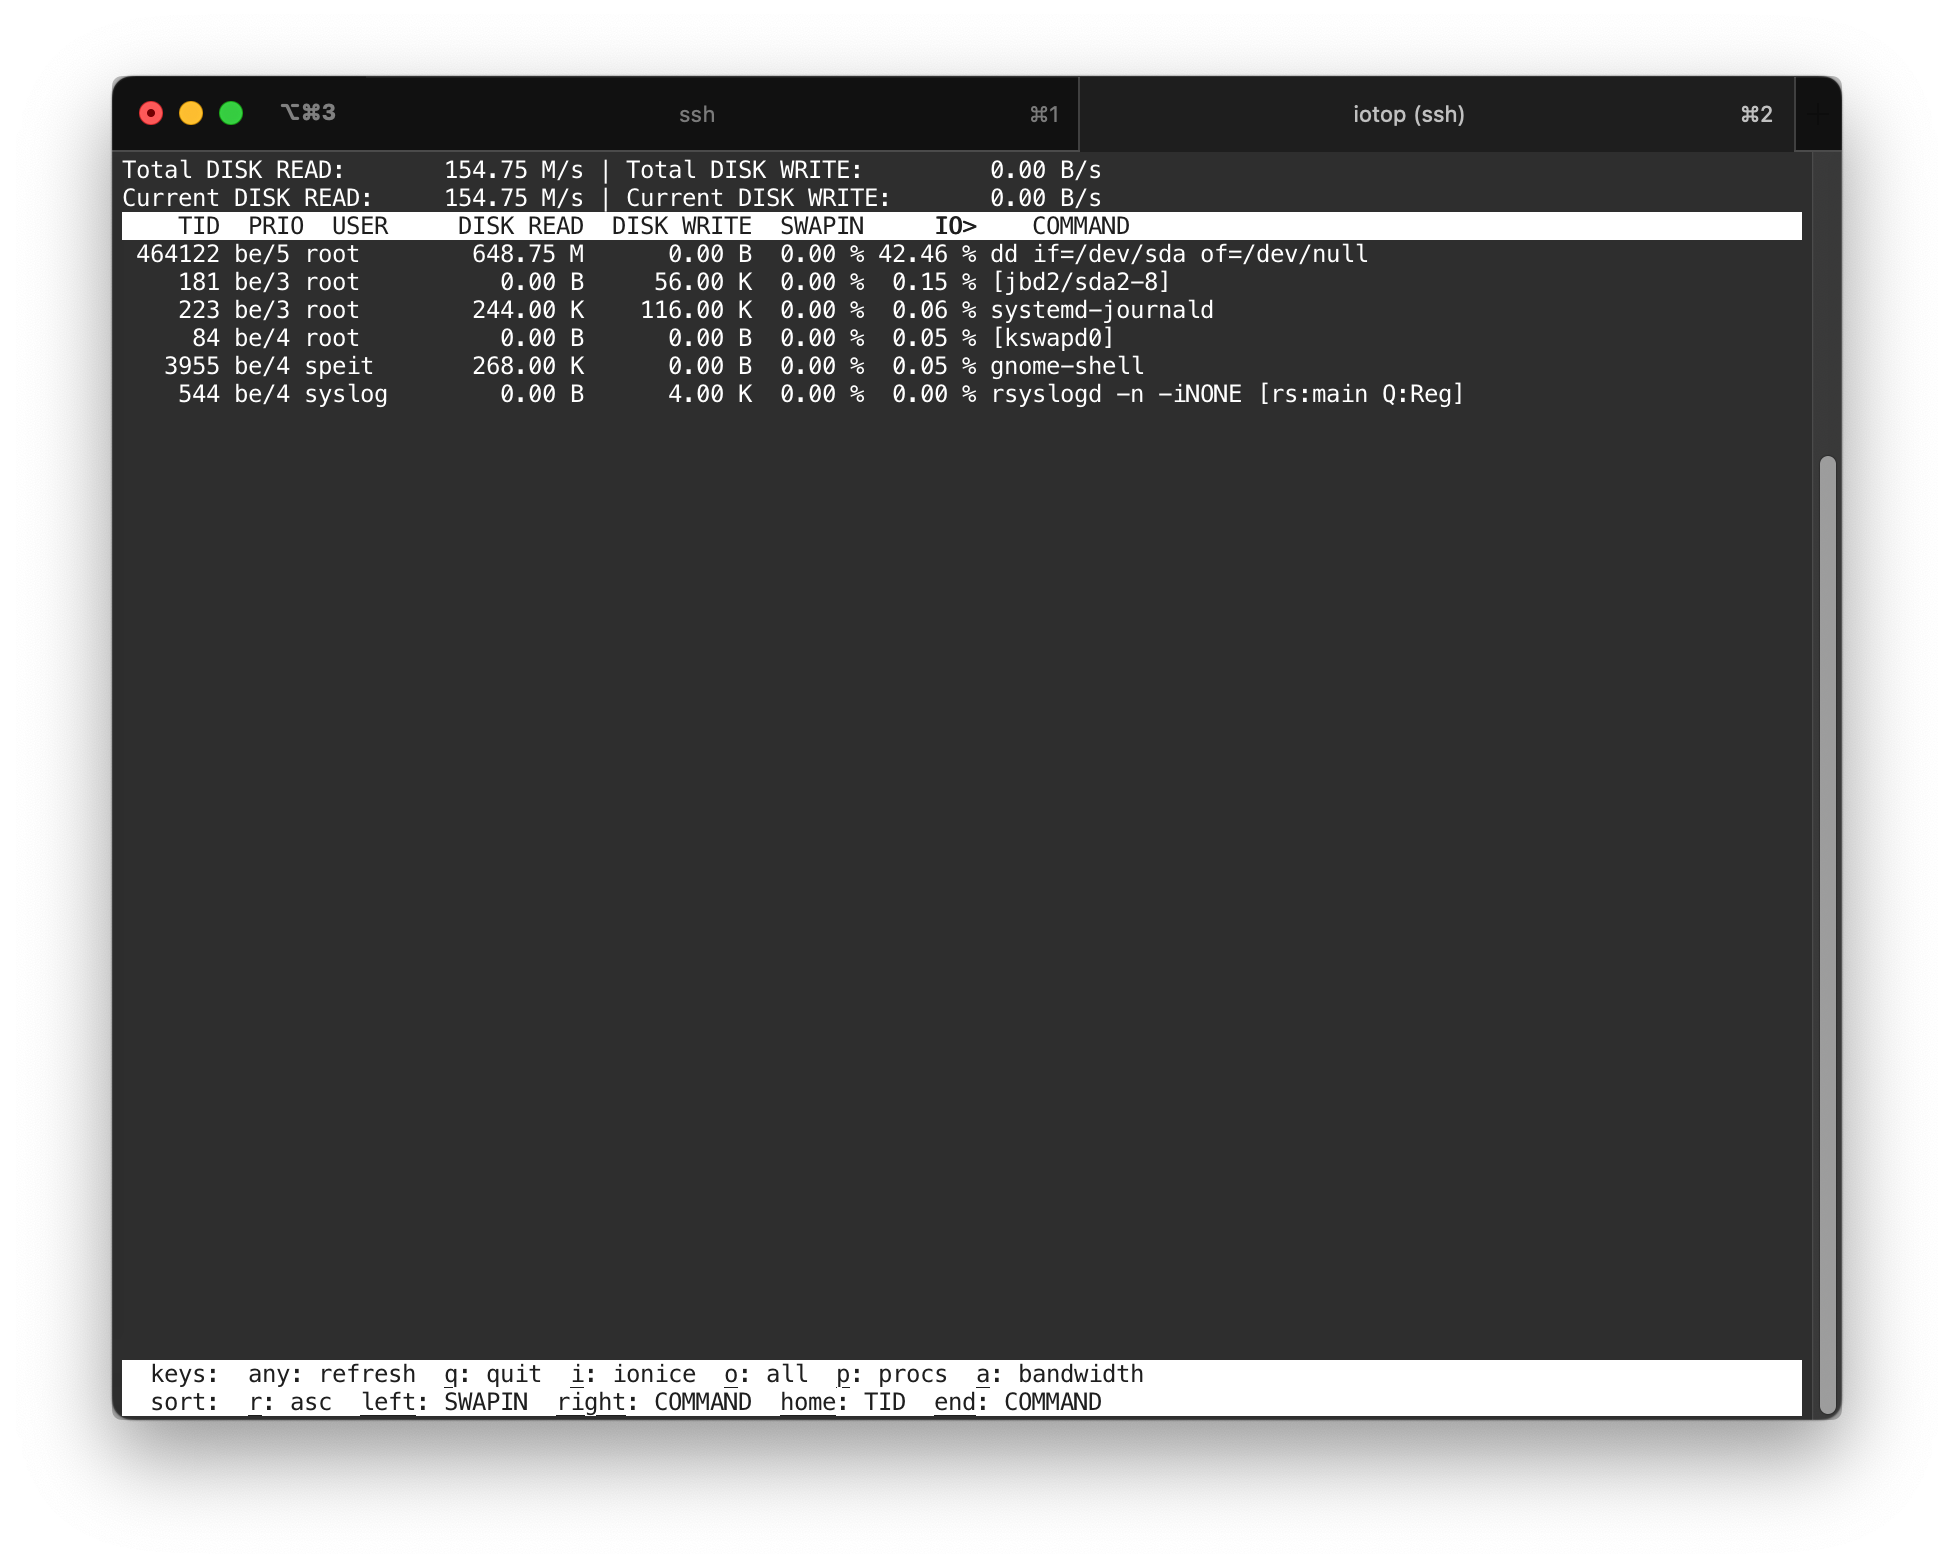 ⌥⌘3 ssh ⌘1 iotop (ssh) ⌘2
Total DISK READ:       154.75 M/s | Total DISK WRITE:         0.00 B/s
Current DISK READ:     154.75 M/s | Current DISK WRITE:       0.00 B/s
    TID  PRIO  USER     DISK READ  DISK WRITE  SWAPIN     IO>    COMMAND
 464122 be/5 root        648.75 M      0.00 B  0.00 % 42.46 % dd if=/dev/sda of=/dev/null
    181 be/3 root          0.00 B     56.00 K  0.00 %  0.15 % [jbd2/sda2-8]
    223 be/3 root        244.00 K    116.00 K  0.00 %  0.06 % systemd-journald
     84 be/4 root          0.00 B      0.00 B  0.00 %  0.05 % [kswapd0]
   3955 be/4 speit       268.00 K      0.00 B  0.00 %  0.05 % gnome-shell
    544 be/4 syslog        0.00 B      4.00 K  0.00 %  0.00 % rsyslogd -n -iNONE [rs:main Q:Reg]
  keys:  any: refresh  q: quit  i: ionice  o: all  p: procs  a: bandwidth
  sort:  r: asc  left: SWAPIN  right: COMMAND  home: TID  end: COMMAND